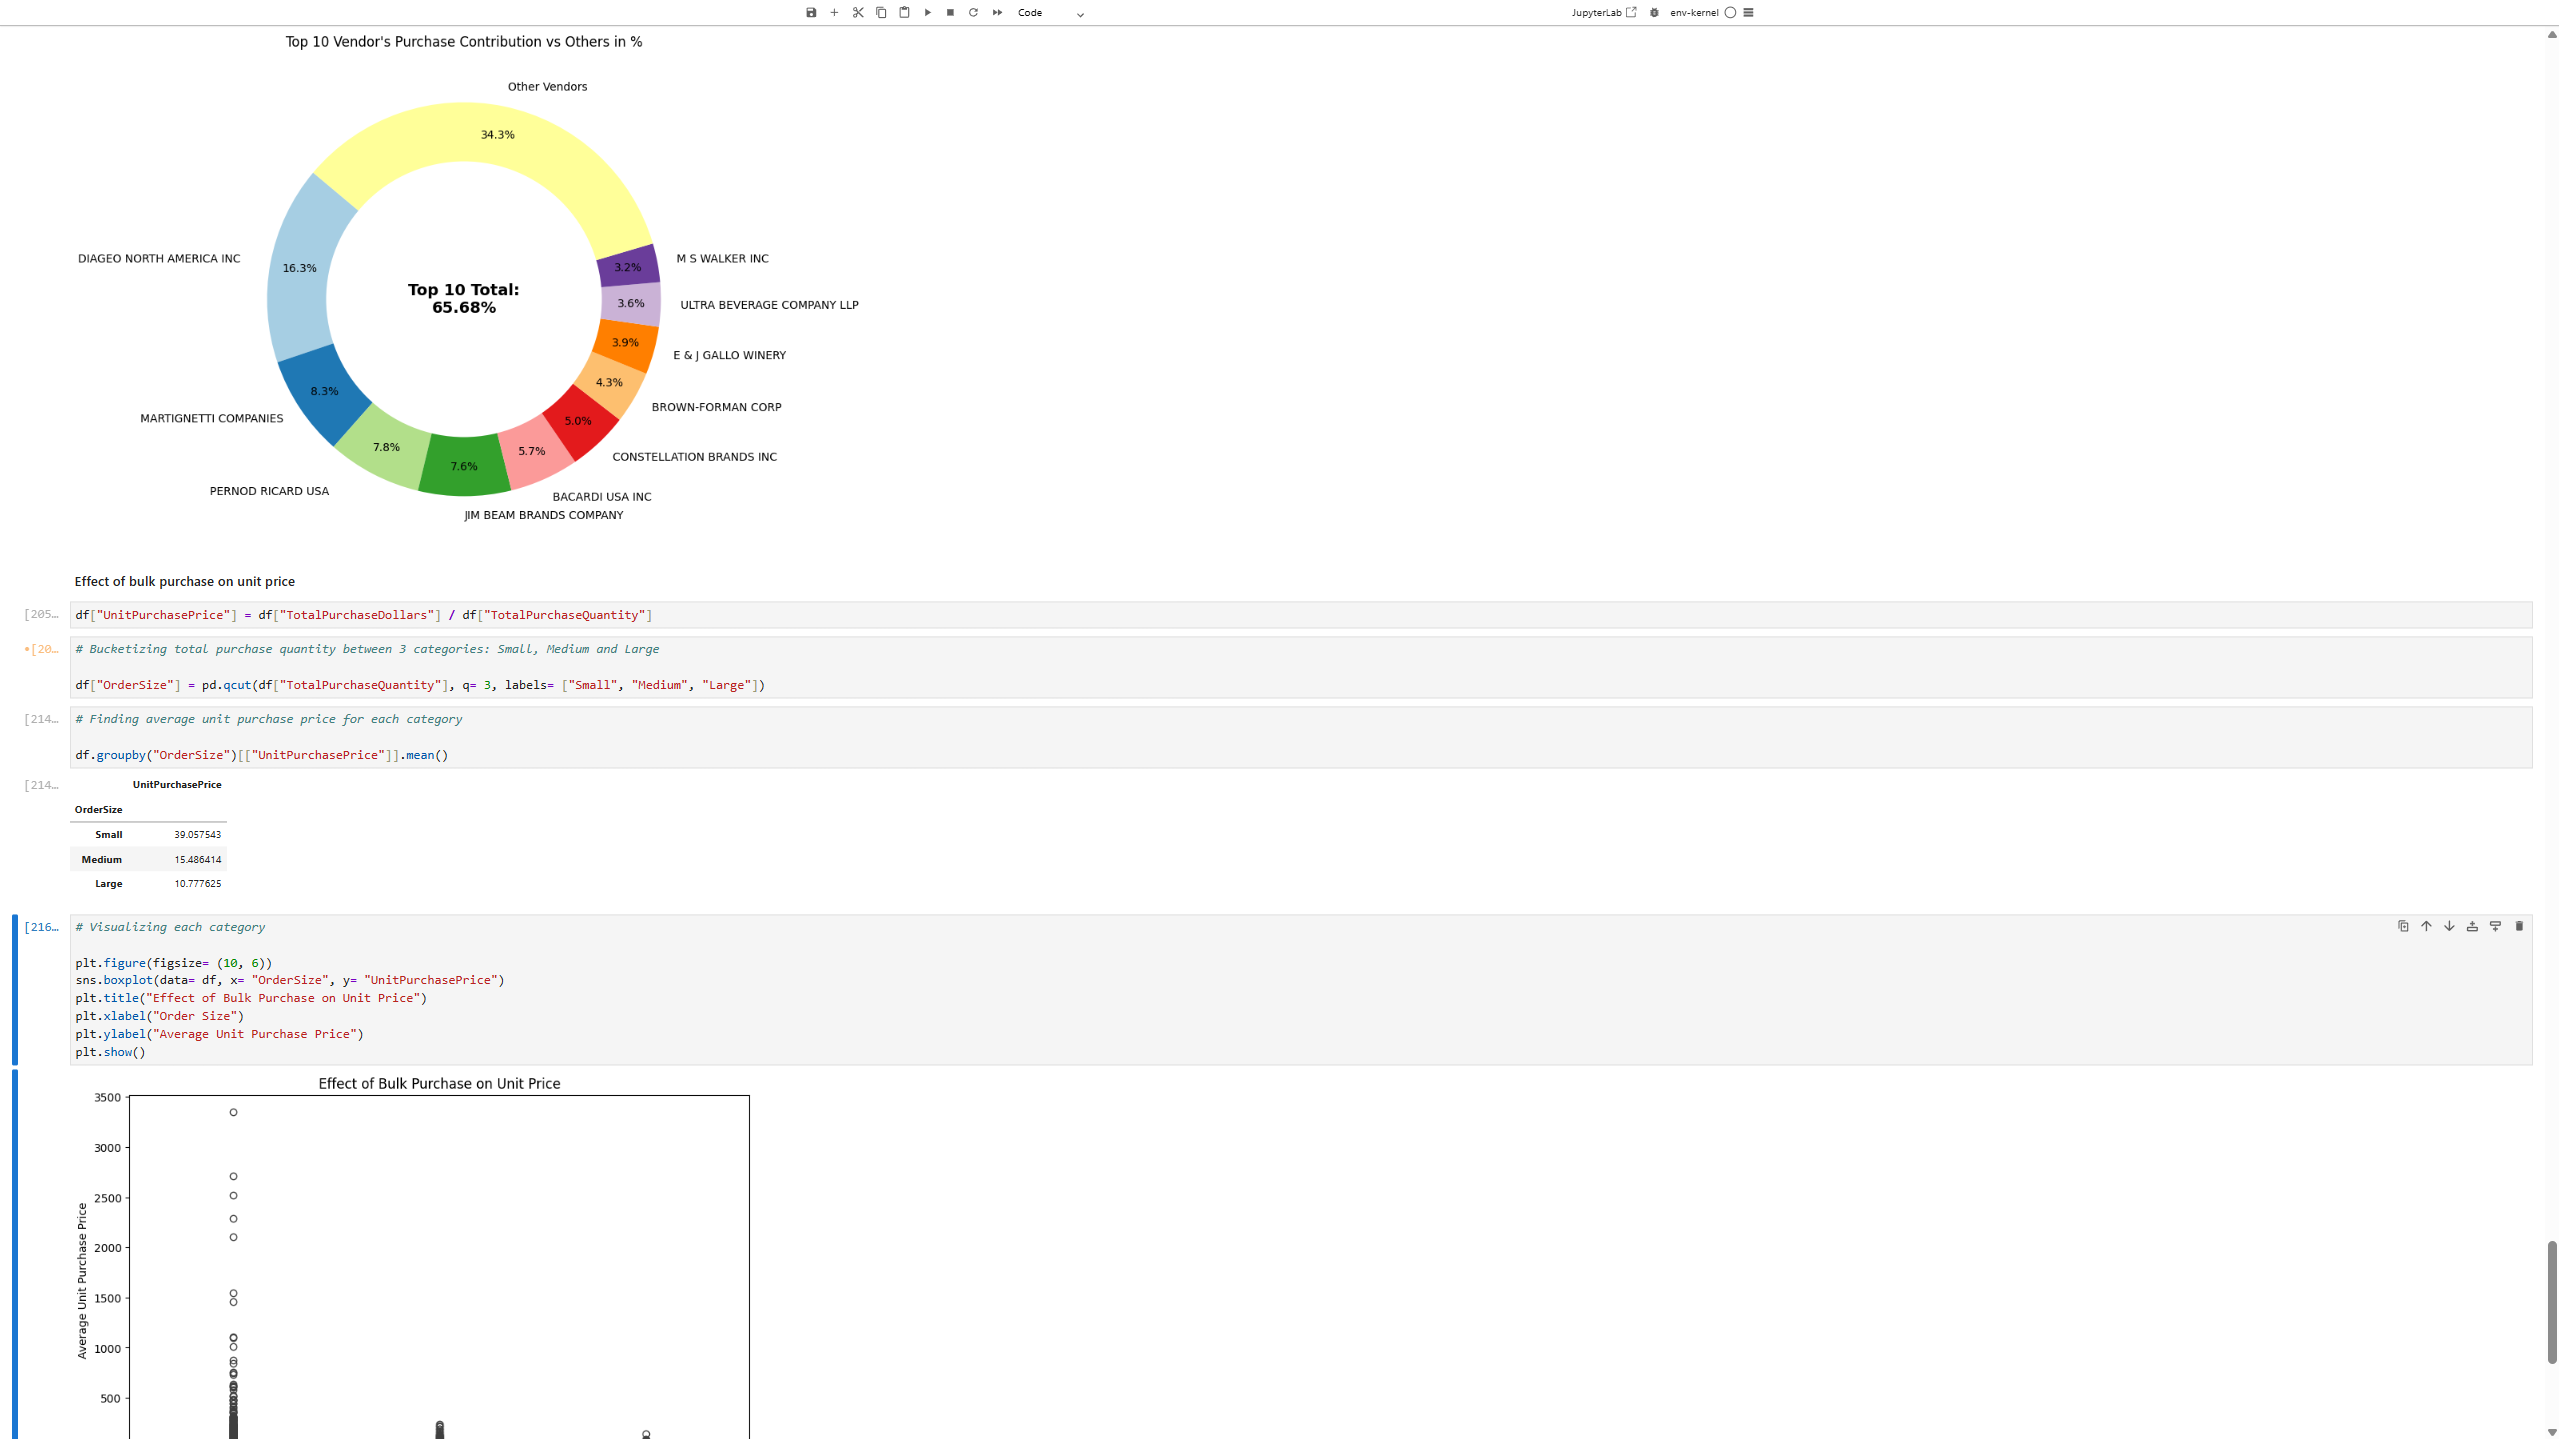 Code
JupyterLab
env-kernel
Top 10 Vendor's Purchase Contribution vs Others in %
Other Vendors
34.3%
DIAGEO NORTH AMERICA INC
16.3%
M S WALKER INC
3.2%
Top 10 Total:
65.68%
3.6%
ULTRA BEVERAGE COMPANY LLP
3.9%
E & J GALLO WINERY
4.3%
8.3%
BROWN-FORMAN CORP
MARTIGNETTI COMPANIES
5.0%
7.8%
5.7%
CONSTELLATION BRANDS INC
7.6%
PERNOD RICARD USA
BACARDI USA INC
JIM BEAM BRANDS COMPANY
Effect of bulk purchase on unit price
[205…
df["UnitPurchasePrice"] = df["TotalPurchaseDollars"] / df["TotalPurchaseQuantity"]
•[20…
# Bucketizing total purchase quantity between 3 categories: Small, Medium and Large
df["OrderSize"] = pd.qcut(df["TotalPurchaseQuantity"], q= 3, labels= ["Small", "Medium", "Large"])
[214…
# Finding average unit purchase price for each category
df.groupby("OrderSize")[["UnitPurchasePrice"]].mean()
[214…
UnitPurchasePrice
OrderSize
Small 39.057543
Medium 15.486414
Large 10.777625
[216…
# Visualizing each category
plt.figure(figsize= (10, 6))
sns.boxplot(data= df, x= "OrderSize", y= "UnitPurchasePrice")
plt.title("Effect of Bulk Purchase on Unit Price")
plt.xlabel("Order Size")
plt.ylabel("Average Unit Purchase Price")
plt.show()
Effect of Bulk Purchase on Unit Price
3500
3000
2500
2000
1500
1000
500
Average Unit Purchase Price